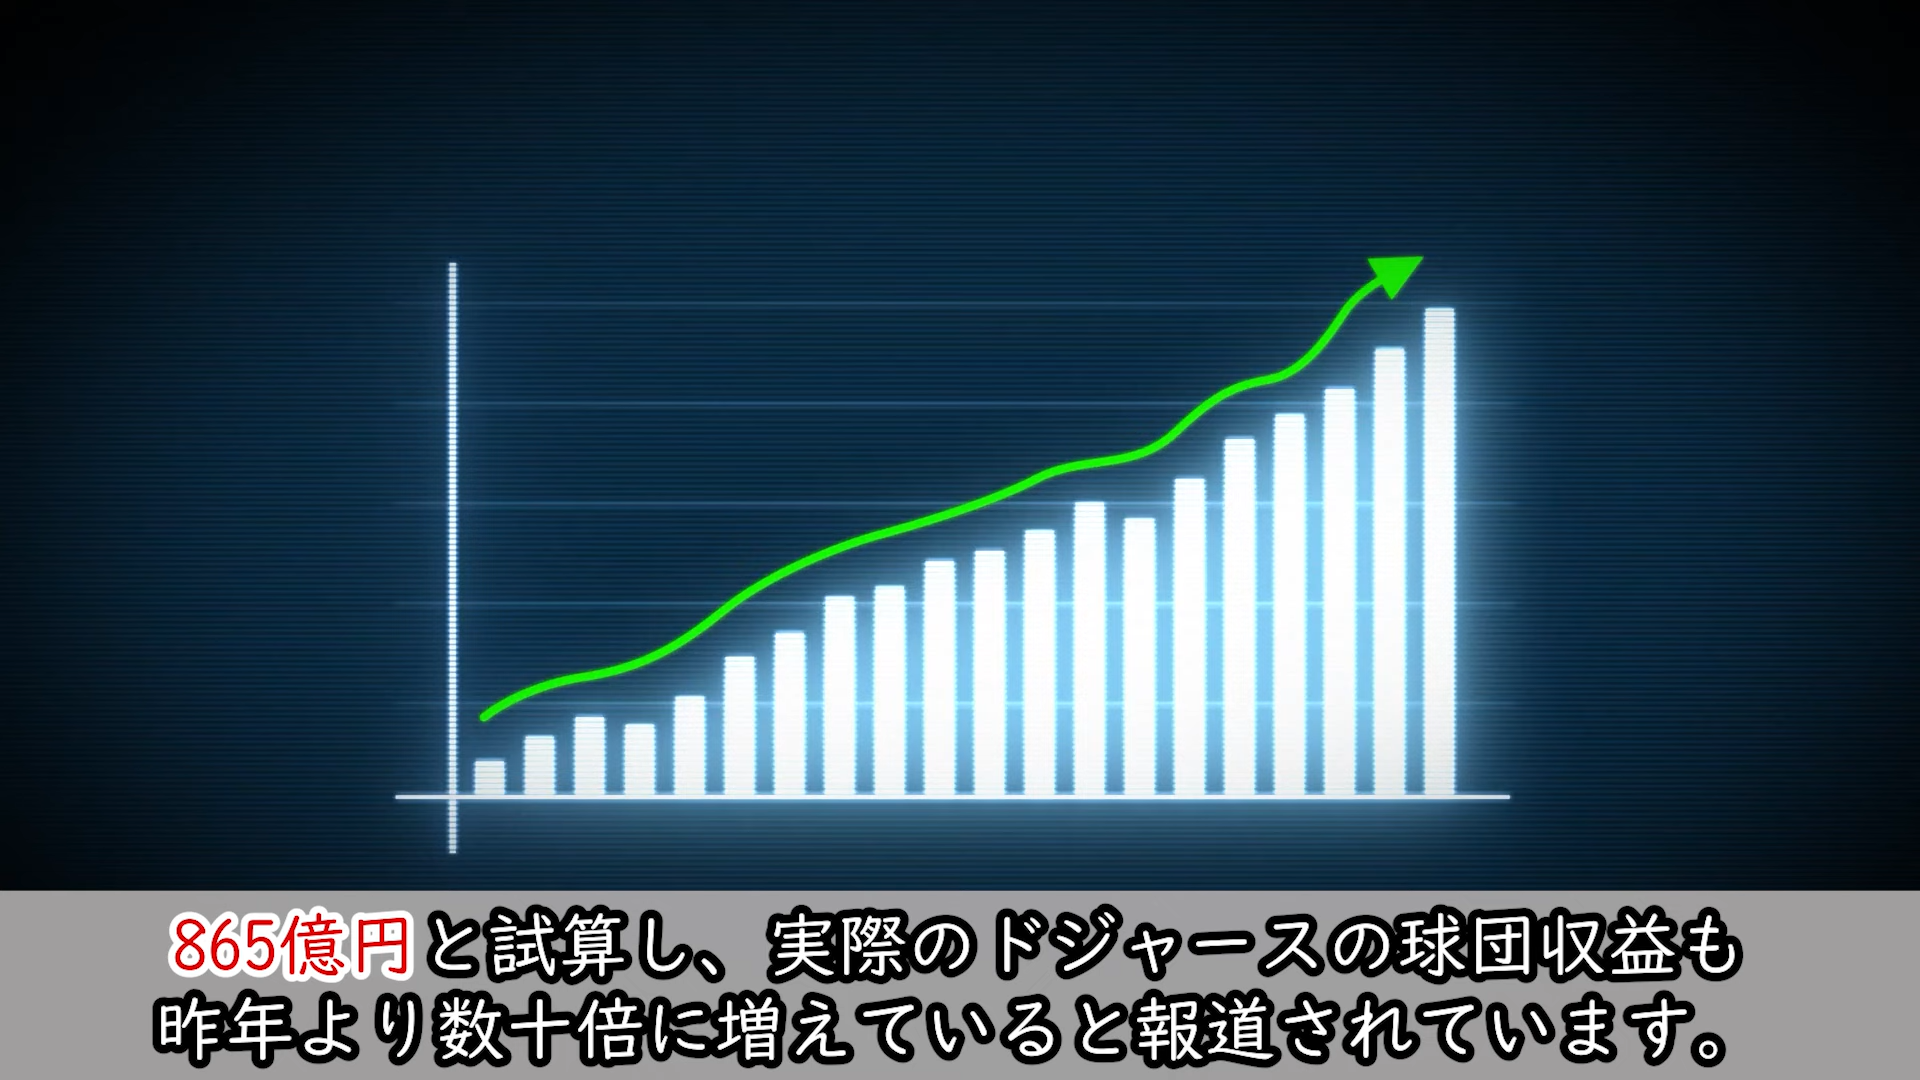 865億円と試算し、実際のドジャースの球団収益も
昨年より数十倍に増えていると報道されています。